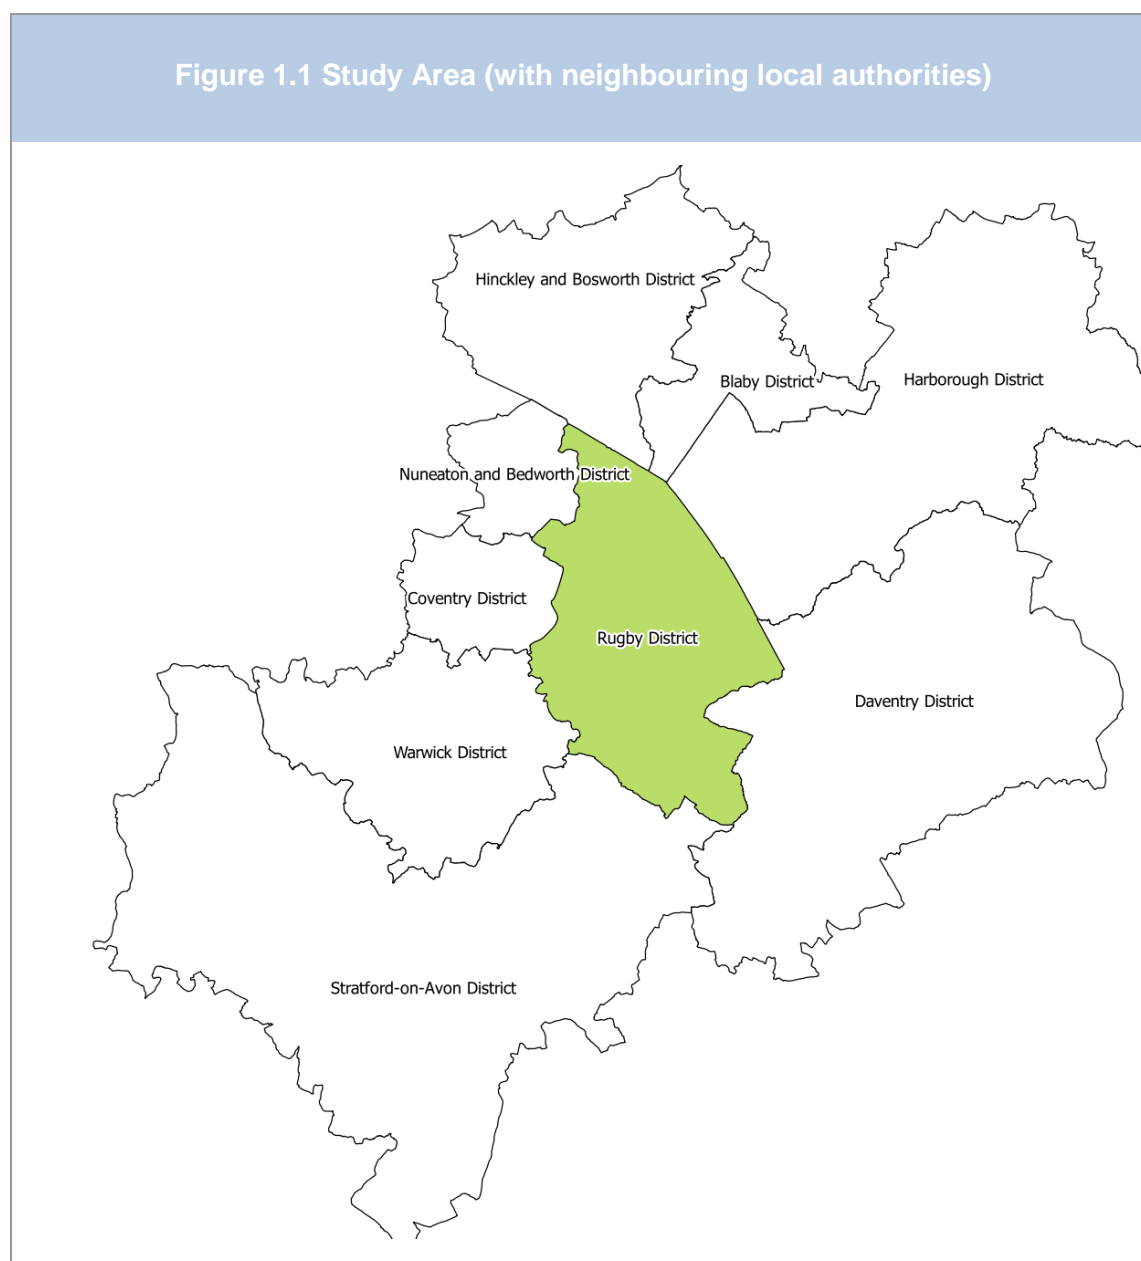 Figure 1.1 Study Area (with neighbouring local authorities)
Hinckley and Bosworth District
Blaby District
Harborough District
Nuneaton and Bedworth District
Coventry District
Rugby District
Daventry District
Warwick District
Stratford-on-Avon District